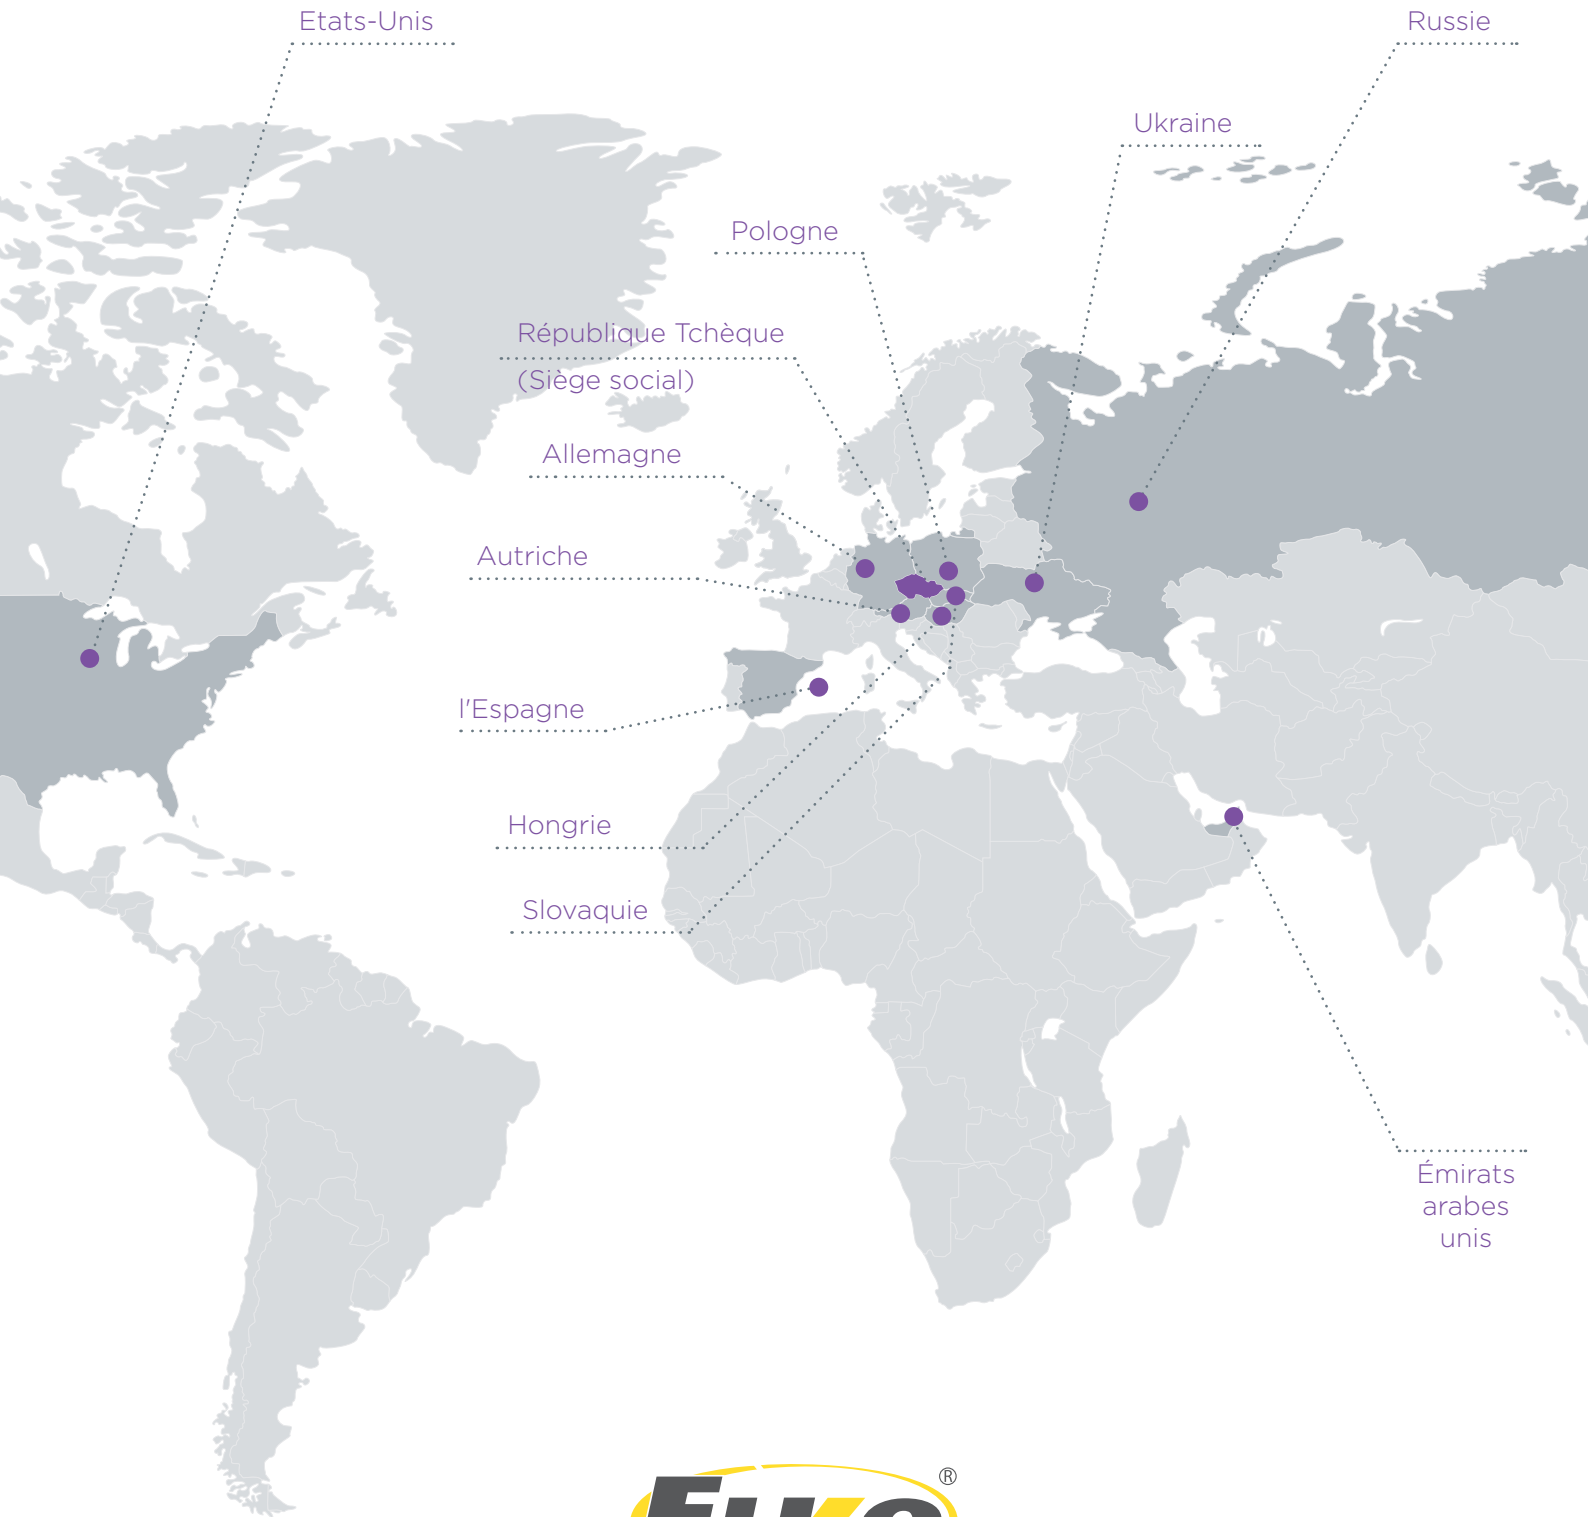 Etats-Unis
Russie
Ukraine
Pologne
République Tchèque
(Siège social)
Allemagne
Autriche
l'Espagne
Hongrie
Slovaquie
Émirats
arabes
unis
®